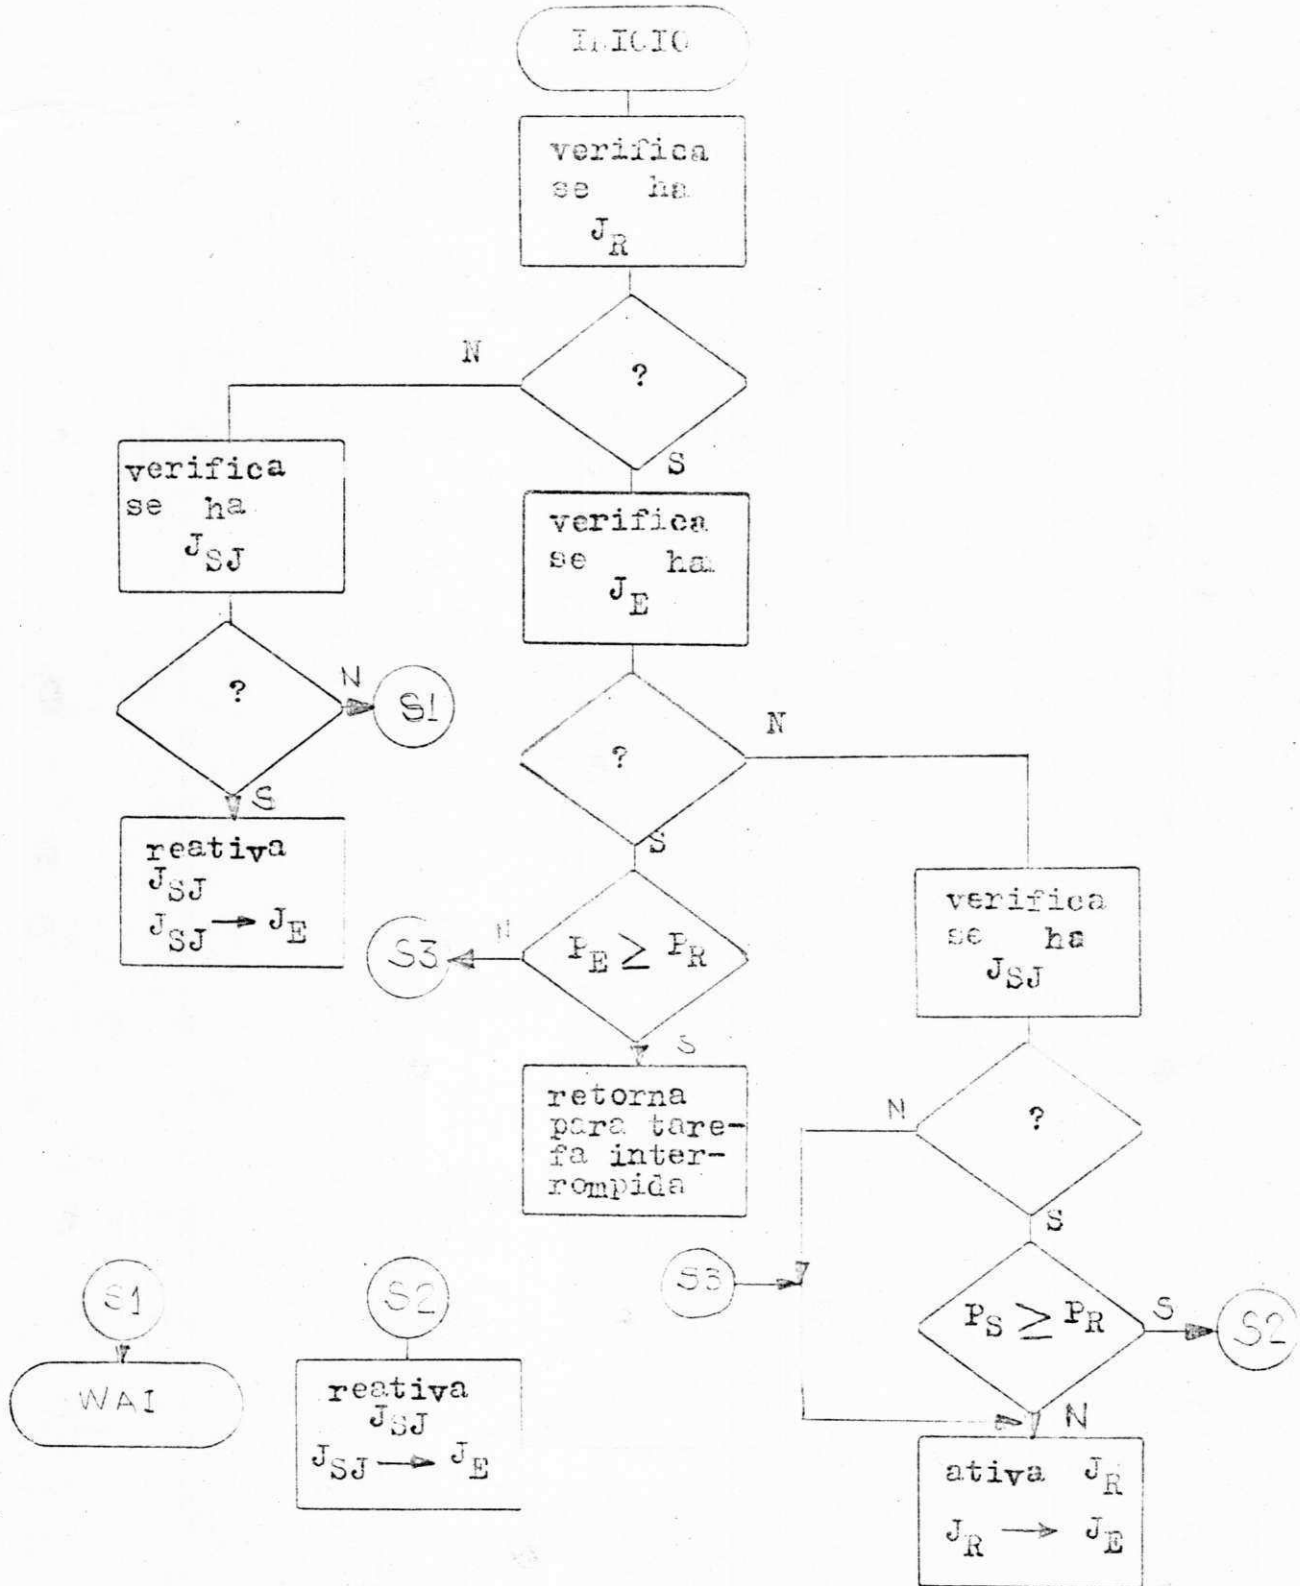 INICIO
verifica
se ha
J_R
N
?
S
verifica
se ha
J_SJ
verifica
se ha
J_E
?
N
S1
S
?
N
S
reativa
J_SJ
J_SJ → J_E
S3
N
P_E ≥ P_R
S
verifica
se ha
J_SJ
retorna
para tare-
fa inter-
rompida
N
?
S
S3
P_S ≥ P_R
S
S2
N
S1
WAI
S2
reativa
J_SJ
J_SJ → J_E
ativa J_R
J_R → J_E